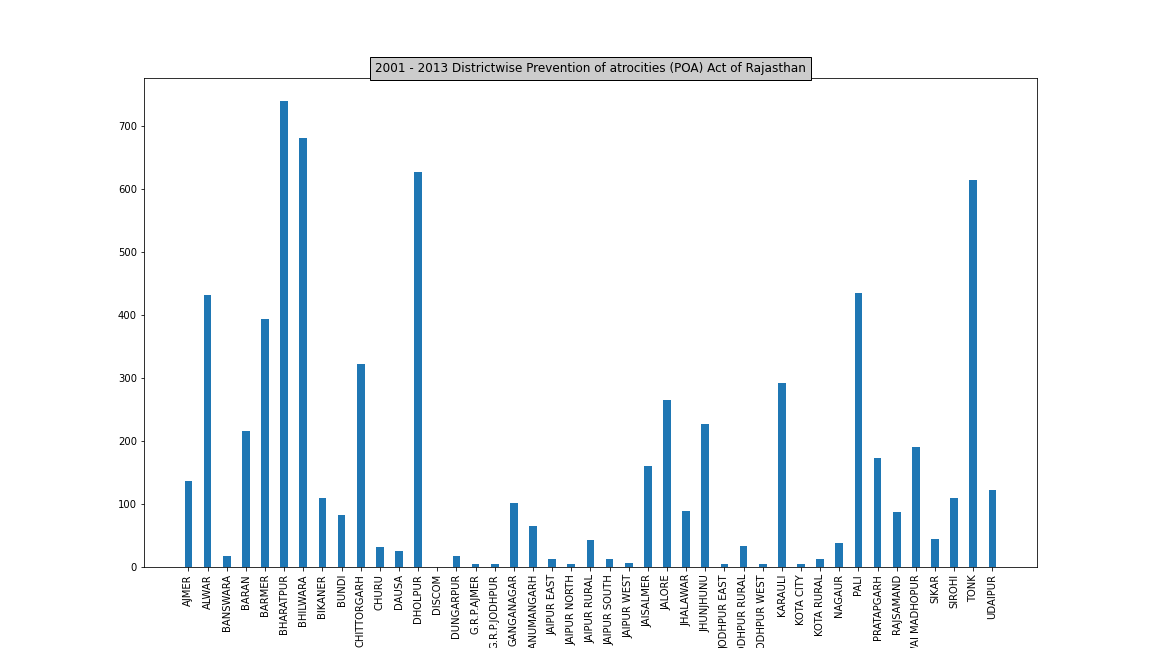 2001 - 2013 Districtwise Prevention of atrocities (POA) Act of Rajasthan
700
600
500
400
300
200
100
0
AJMER
ALWAR
BANSWARA
BARAN
BARMER
BHARATPUR
BHILWARA
BIKANER
BUNDI
CHITTORGARH
CHURU
DAUSA
DHOLPUR
DISCOM
DUNGARPUR
G.R.P.AJMER
G.R.P.JODHPUR
GANGANAGAR
ANUMANGARH
JAIPUR EAST
JAIPUR NORTH
JAIPUR RURAL
JAIPUR SOUTH
JAIPUR WEST
JAISALMER
JALORE
JHALAWAR
JHUNJHUNU
JODHPUR EAST
ODHPUR RURAL
ODHPUR WEST
KARAULI
KOTA CITY
KOTA RURAL
NAGAUR
PALI
PRATAPGARH
RAJSAMAND
AI MADHOPUR
SIKAR
SIROHI
TONK
UDAIPUR